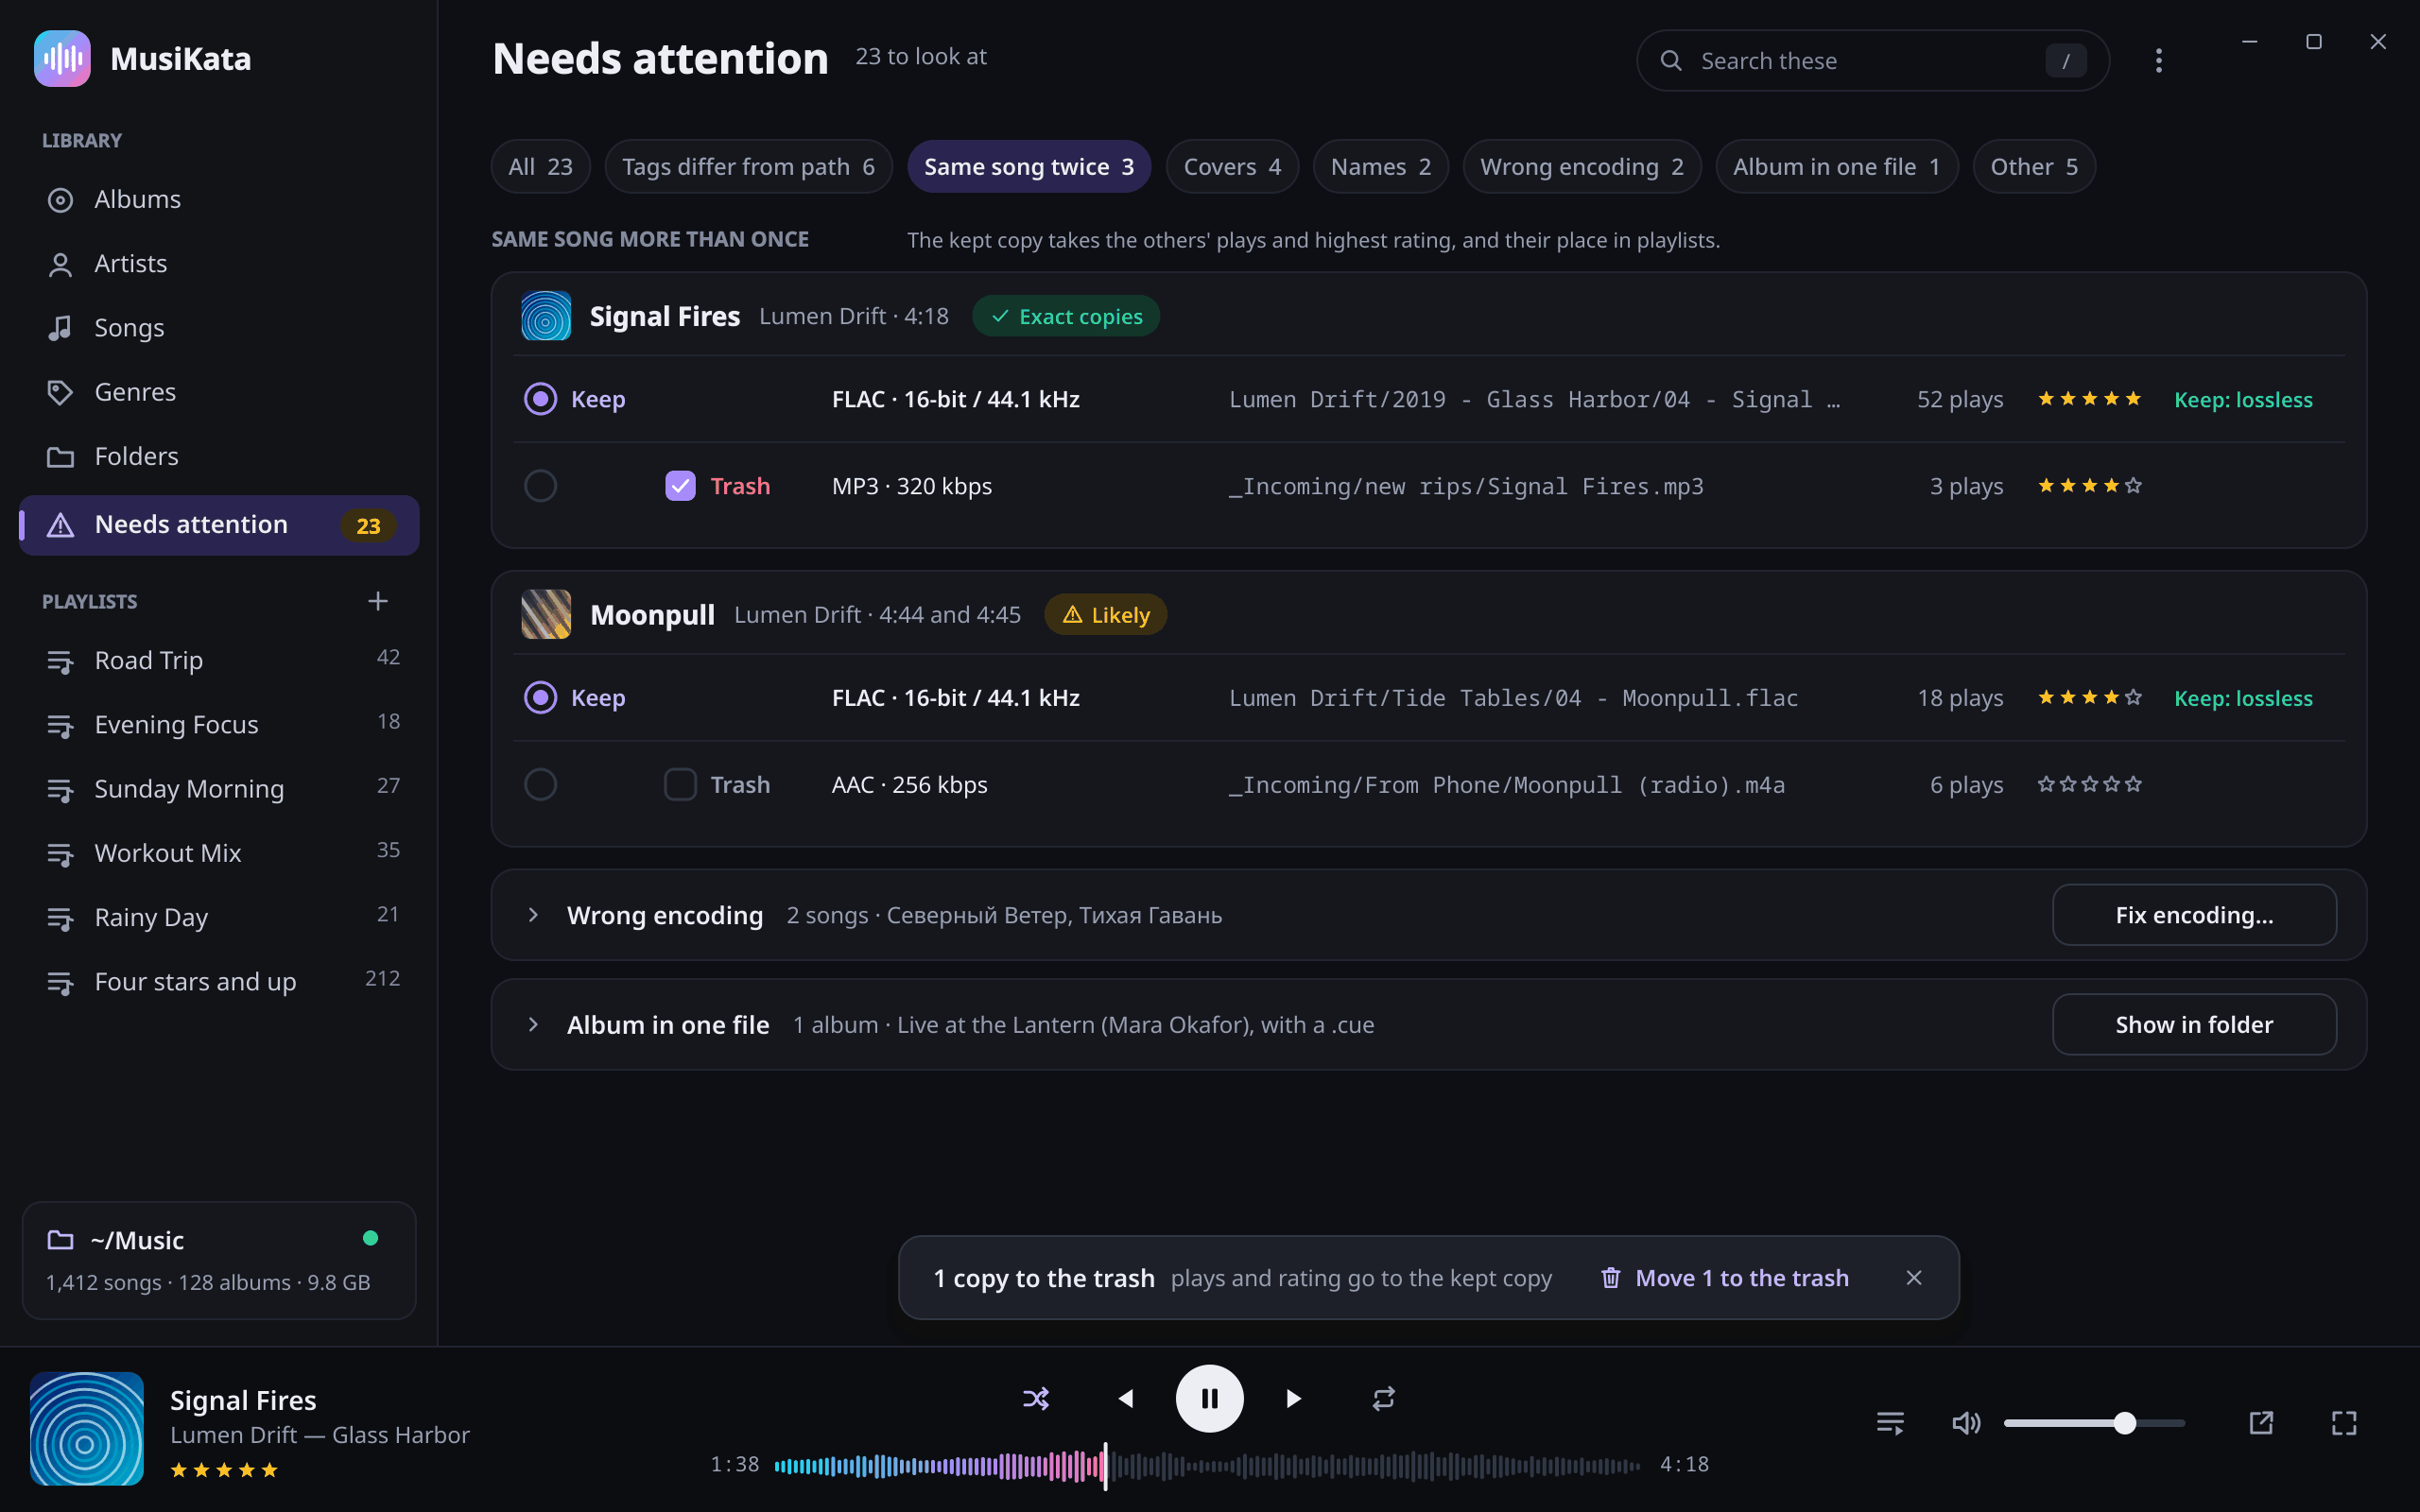 MusiKata
LIBRARY
Albums
Artists
Songs
Genres
Folders
Needs attention 23
PLAYLISTS
Road Trip 42
Evening Focus 18
Sunday Morning 27
Workout Mix 35
Rainy Day 21
Four stars and up 212
~/Music
1,412 songs · 128 albums · 9.8 GB
Needs attention 23 to look at
Search these /
All 23 Tags differ from path 6 Same song twice 3 Covers 4 Names 2 Wrong encoding 2 Album in one file 1 Other 5
SAME SONG MORE THAN ONCE The kept copy takes the others' plays and highest rating, and their place in playlists.
Signal Fires Lumen Drift · 4:18 Exact copies
Keep FLAC · 16-bit / 44.1 kHz Lumen Drift/2019 - Glass Harbor/04 - Signal … 52 plays Keep: lossless
Trash MP3 · 320 kbps _Incoming/new rips/Signal Fires.mp3 3 plays
Moonpull Lumen Drift · 4:44 and 4:45 Likely
Keep FLAC · 16-bit / 44.1 kHz Lumen Drift/Tide Tables/04 - Moonpull.flac 18 plays Keep: lossless
Trash AAC · 256 kbps _Incoming/From Phone/Moonpull (radio).m4a 6 plays
Wrong encoding 2 songs · Северный Ветер, Тихая Гавань Fix encoding…
Album in one file 1 album · Live at the Lantern (Mara Okafor), with a .cue Show in folder
1 copy to the trash plays and rating go to the kept copy Move 1 to the trash
Signal Fires
Lumen Drift — Glass Harbor
1:38 4:18